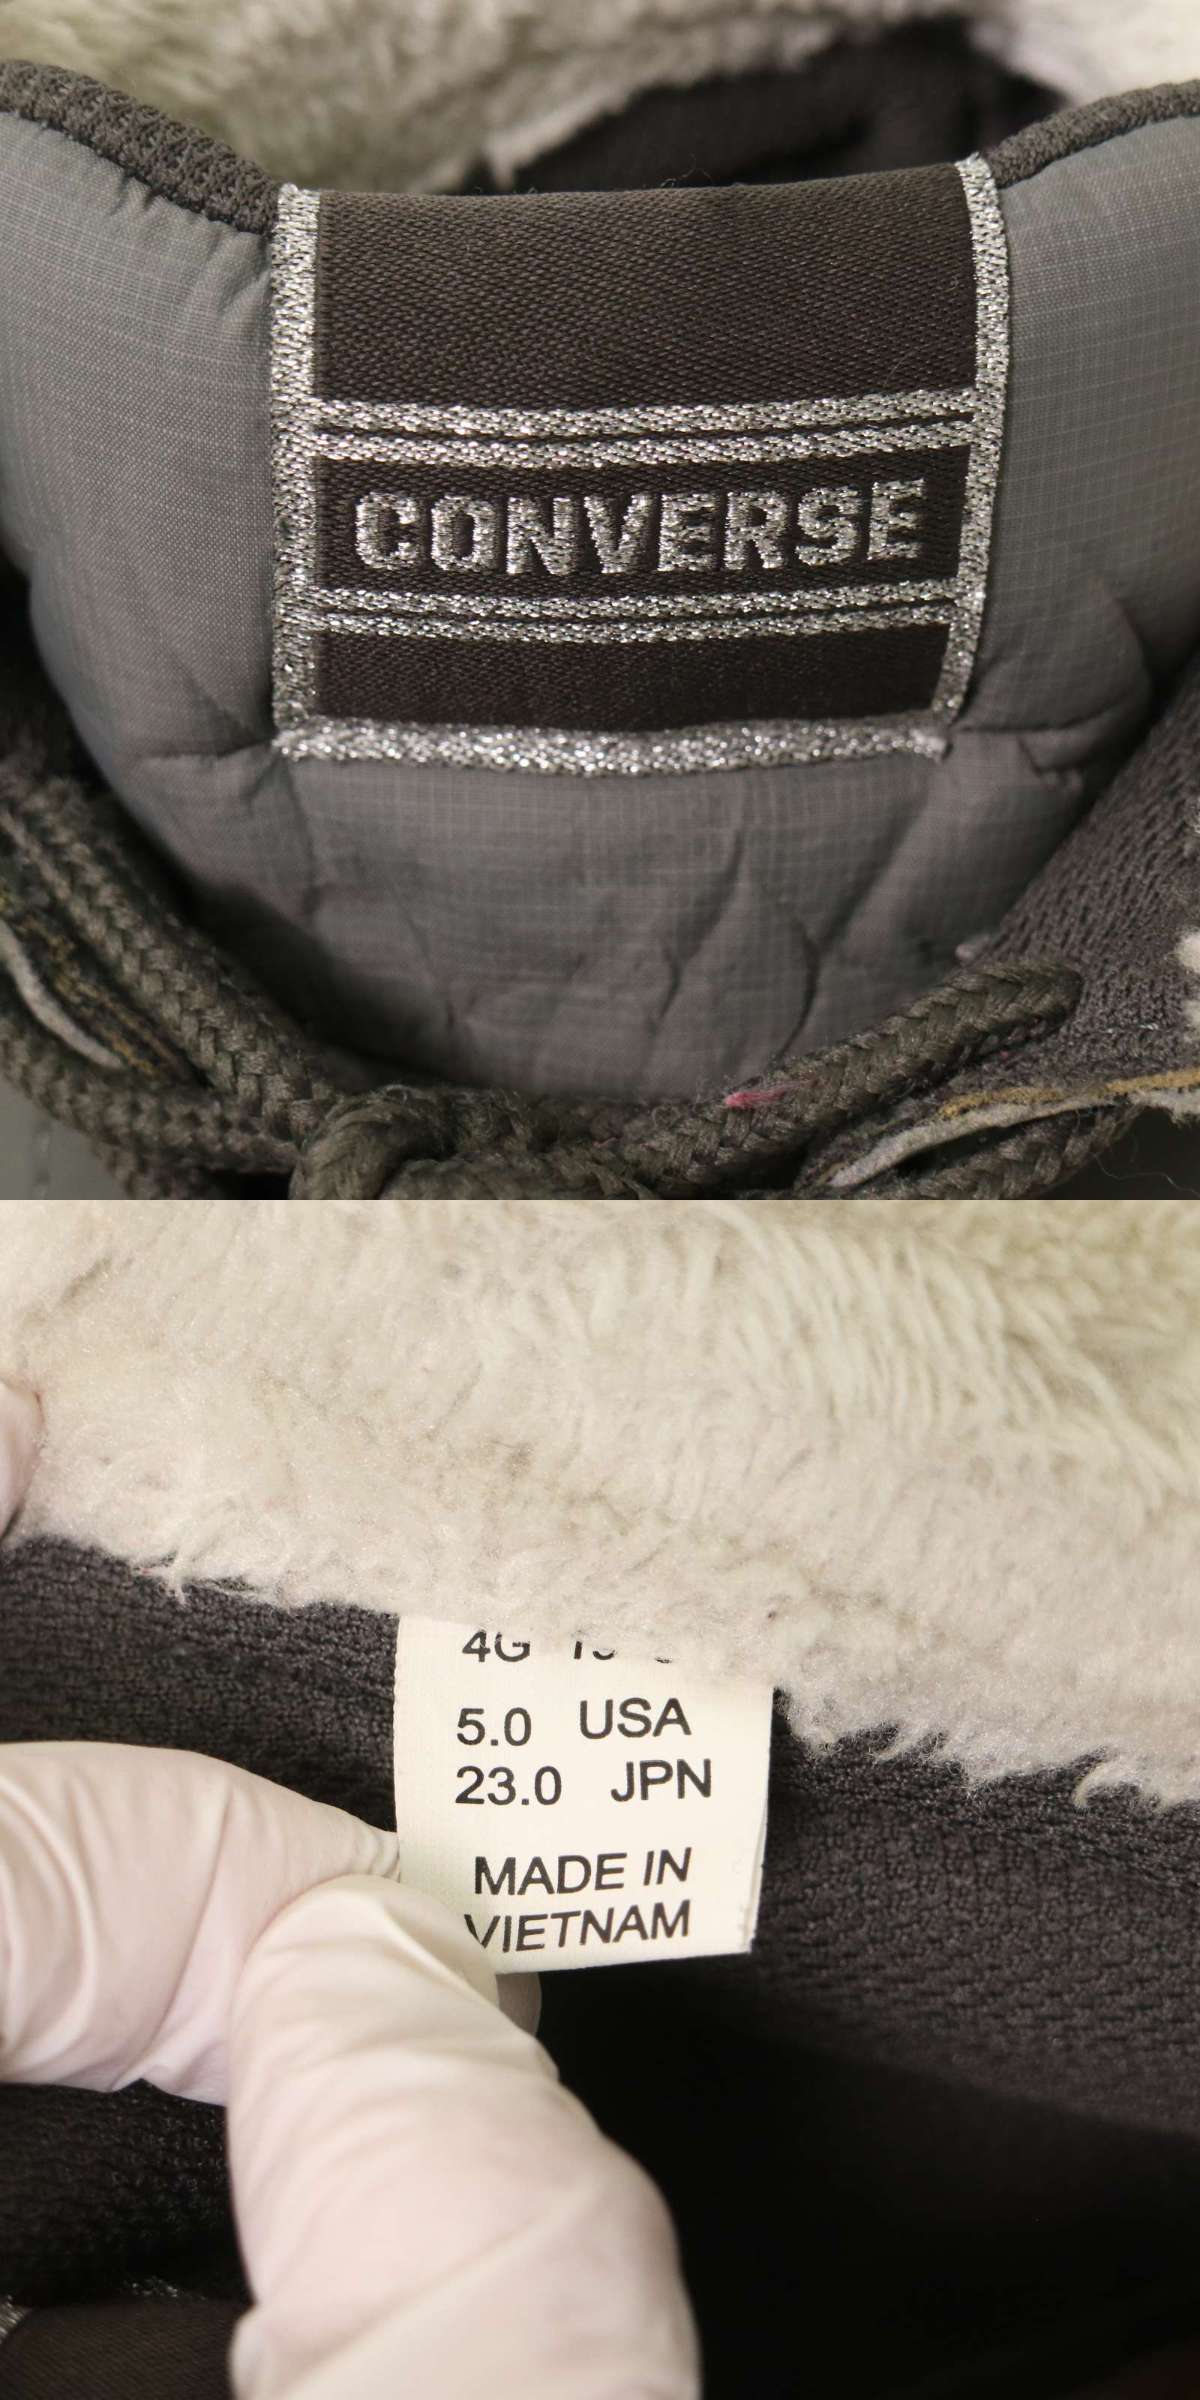 CONVERSE
4G
5.0 USA
23.0 JPN
MADE IN
VIETNAM